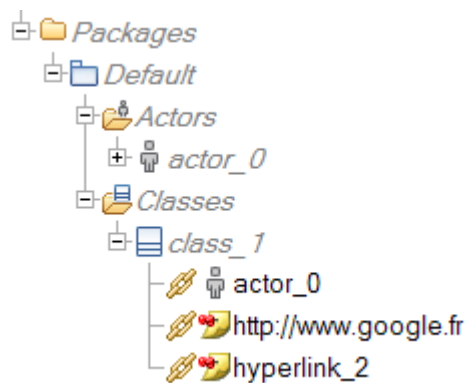 Packages
Default
Actors
actor_0
Classes
class_1
actor_0
http://www.google.fr
hyperlink_2